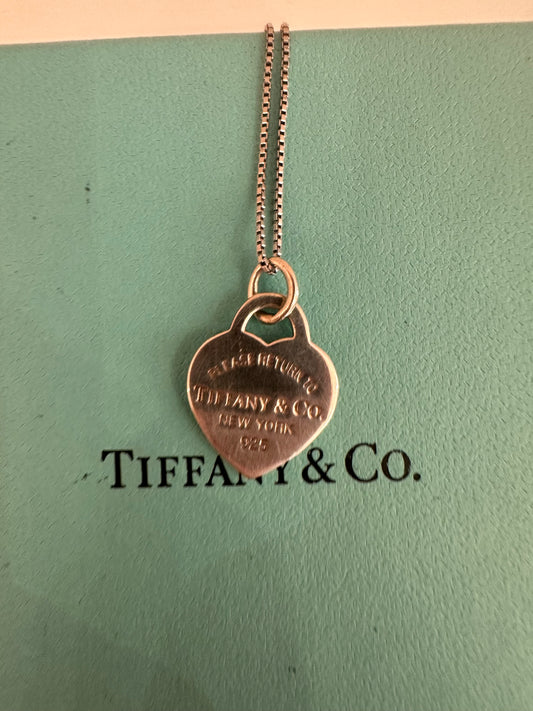 PLEASE RETURN TO
TIFFANY & CO.
NEW YORK
925
TIFFANY & CO.